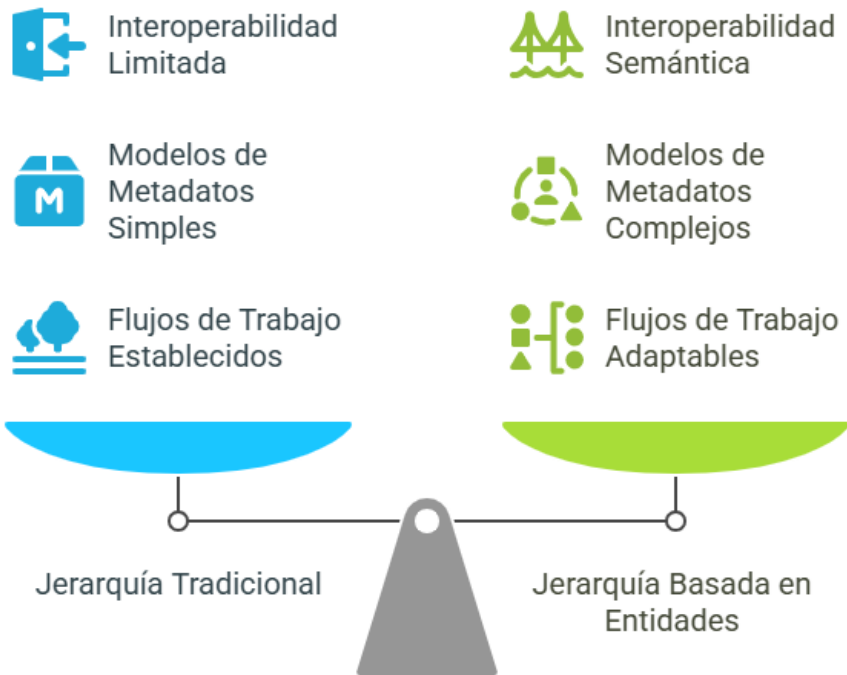 Interoperabilidad
Limitada
Modelos de
Metadatos
Simples
M
Flujos de Trabajo
Establecidos
Jerarquía Tradicional
Interoperabilidad
Semántica
Modelos de
Metadatos
Complejos
Flujos de Trabajo
Adaptables
Jerarquía Basada en
Entidades